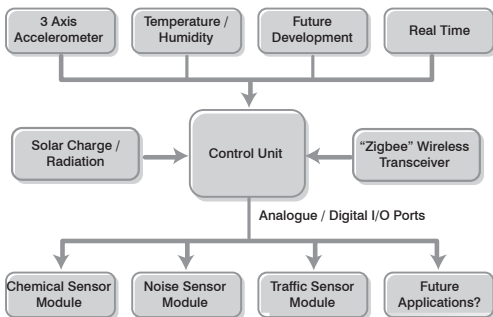 3 Axis
Accelerometer
Temperature /
Humidity
Future
Development
Real Time
Solar Charge /
Radiation
Control Unit
“Zigbee” Wireless
Transceiver
Analogue / Digital I/O Ports
Chemical Sensor
Module
Noise Sensor
Module
Traffic Sensor
Module
Future
Applications?